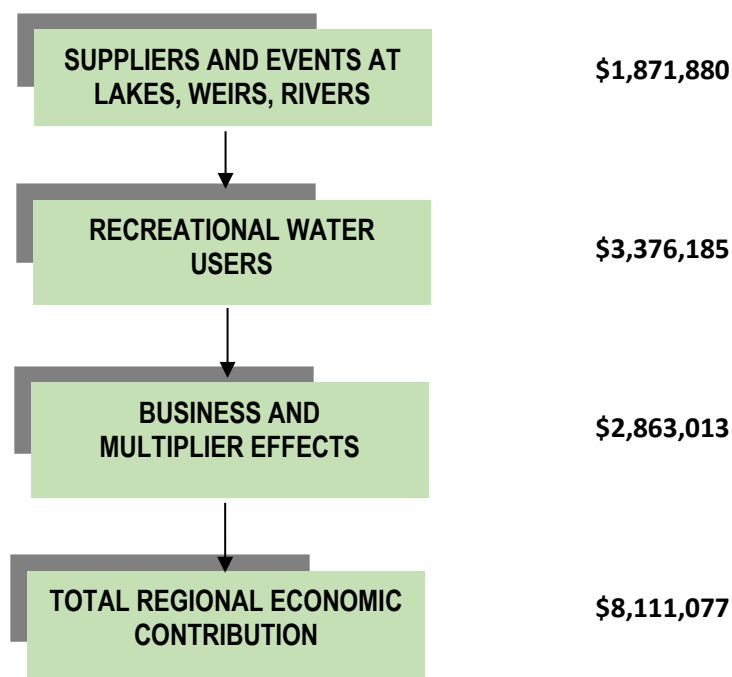 SUPPLIERS AND EVENTS AT
LAKES, WEIRS, RIVERS
$1,871,880
RECREATIONAL WATER
USERS
$3,376,185
BUSINESS AND
MULTIPLIER EFFECTS
$2,863,013
TOTAL REGIONAL ECONOMIC
CONTRIBUTION
$8,111,077